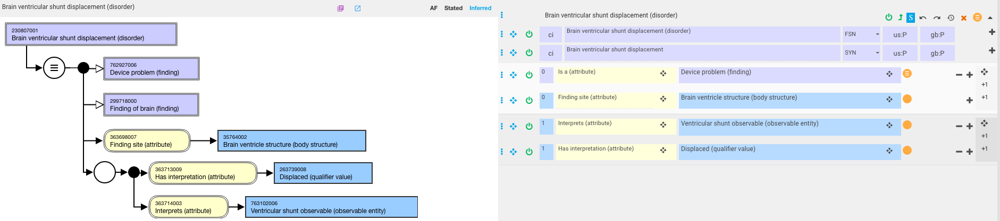 Brain ventricular shunt displacement (disorder)
AF Stated Inferred
230807001
Brain ventricular shunt displacement (disorder)
762927006
Device problem (finding)
299718000
Finding of brain (finding)
363698007
Finding site (attribute)
35764002
Brain ventricle structure (body structure)
363713009
Has interpretation (attribute)
263739008
Displaced (qualifier value)
363714003
Interprets (attribute)
763102006
Ventricular shunt observable (observable entity)
Brain ventricular shunt displacement (disorder)
S
ci Brain ventricular shunt displacement (disorder) FSN us:P gb:P
ci Brain ventricular shunt displacement SYN us:P gb:P
0 Is a (attribute) Device problem (finding)
+1
0 Finding site (attribute) Brain ventricle structure (body structure) +1
1 Interprets (attribute) Ventricular shunt observable (observable entity)
+1
1 Has interpretation (attribute) Displaced (qualifier value) +1